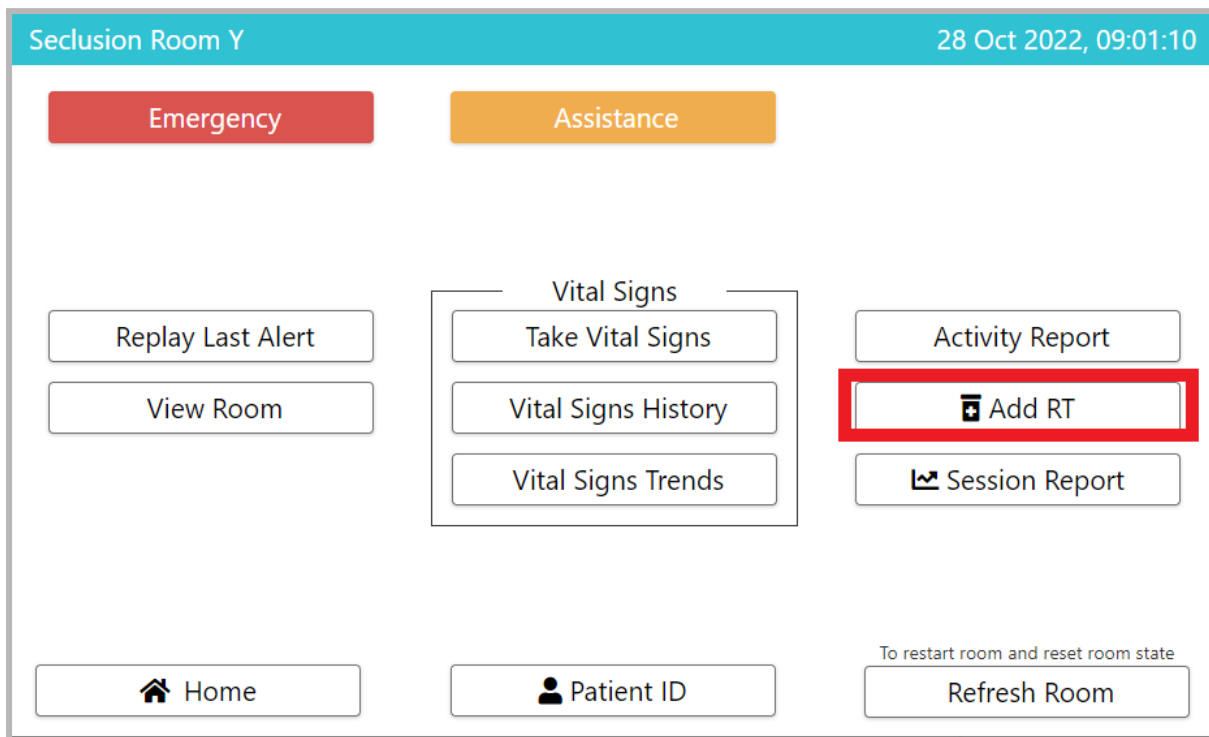 Seclusion Room Y
28 Oct 2022, 09:01:10
Emergency
Assistance
Replay Last Alert
View Room
Vital Signs
Take Vital Signs
Vital Signs History
Vital Signs Trends
Activity Report
Add RT
Session Report
Home
Patient ID
To restart room and reset room state
Refresh Room